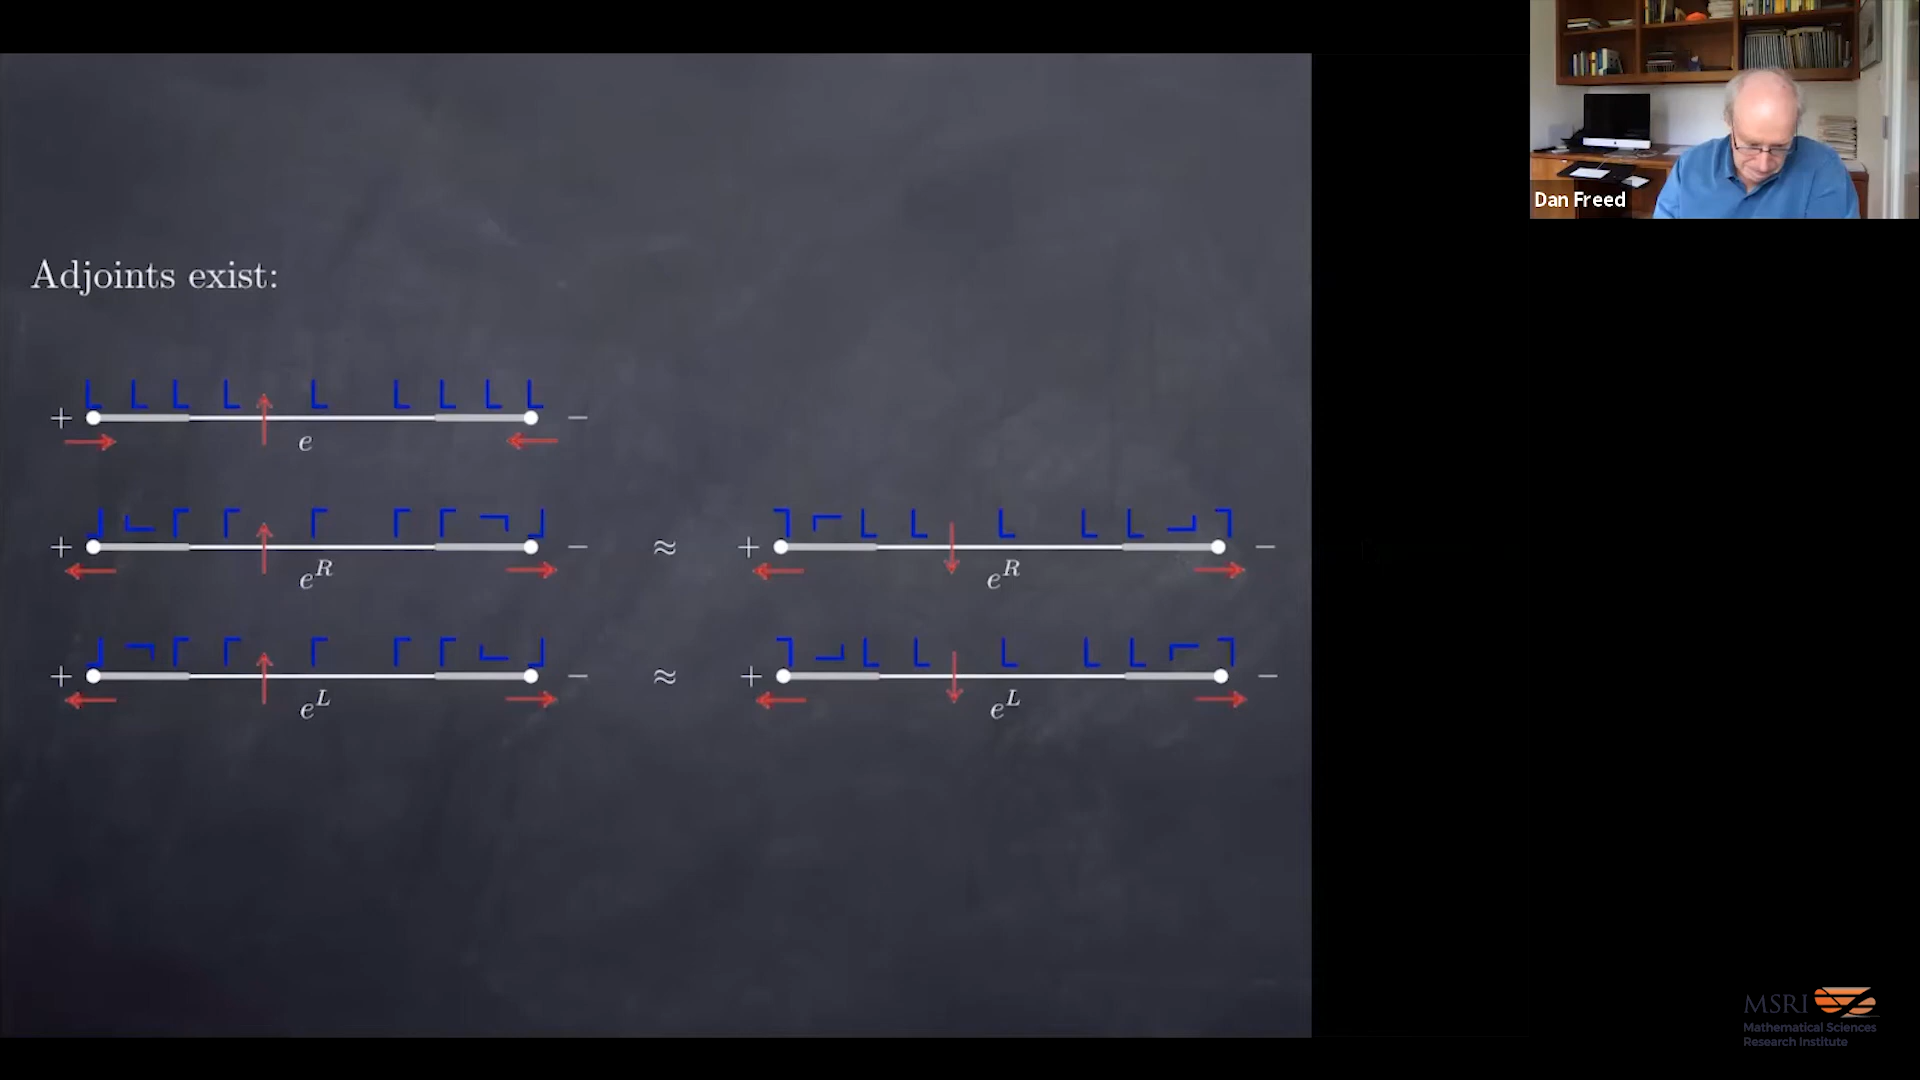 Dan Freed
Adjoints exist:
+ −
e
+ − ≈ + −
e^R e^R
+ − ≈ + −
e^L e^L
MSRI
Mathematical Sciences
Research Institute